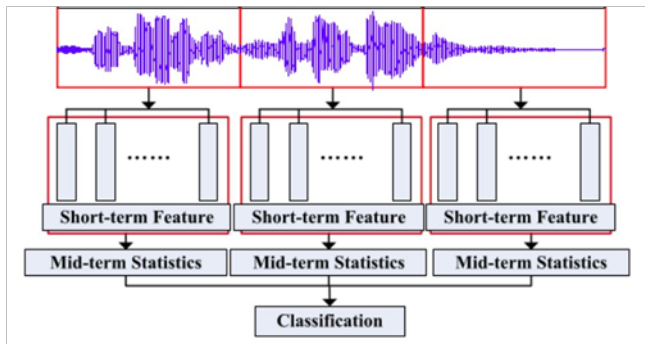 ......
......
......
Short-term Feature
Short-term Feature
Short-term Feature
Mid-term Statistics
Mid-term Statistics
Mid-term Statistics
Classification